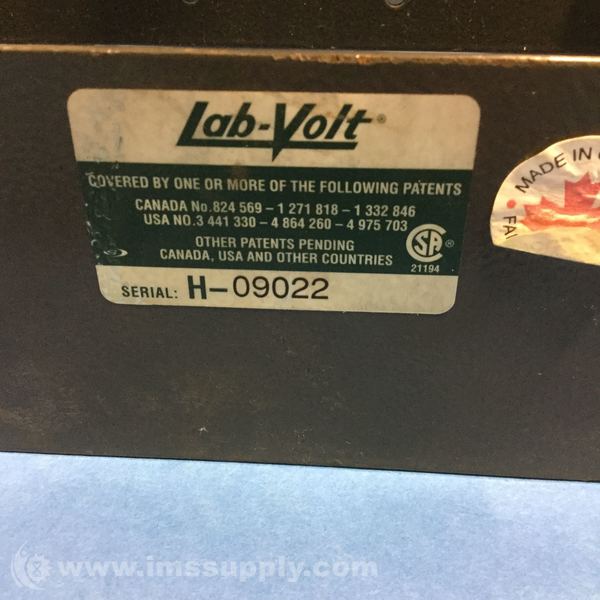 Lab-Volt®
COVERED BY ONE OR MORE OF THE FOLLOWING PATENTS
CANADA No. 824 569 – 1 271 818 – 1 332 846
USA NO. 3 441 330 – 4 864 260 – 4 975 703
OTHER PATENTS PENDING
CANADA, USA AND OTHER COUNTRIES
SA ®
21194
SERIAL: H-09022
MADE IN
www.imssupply.com